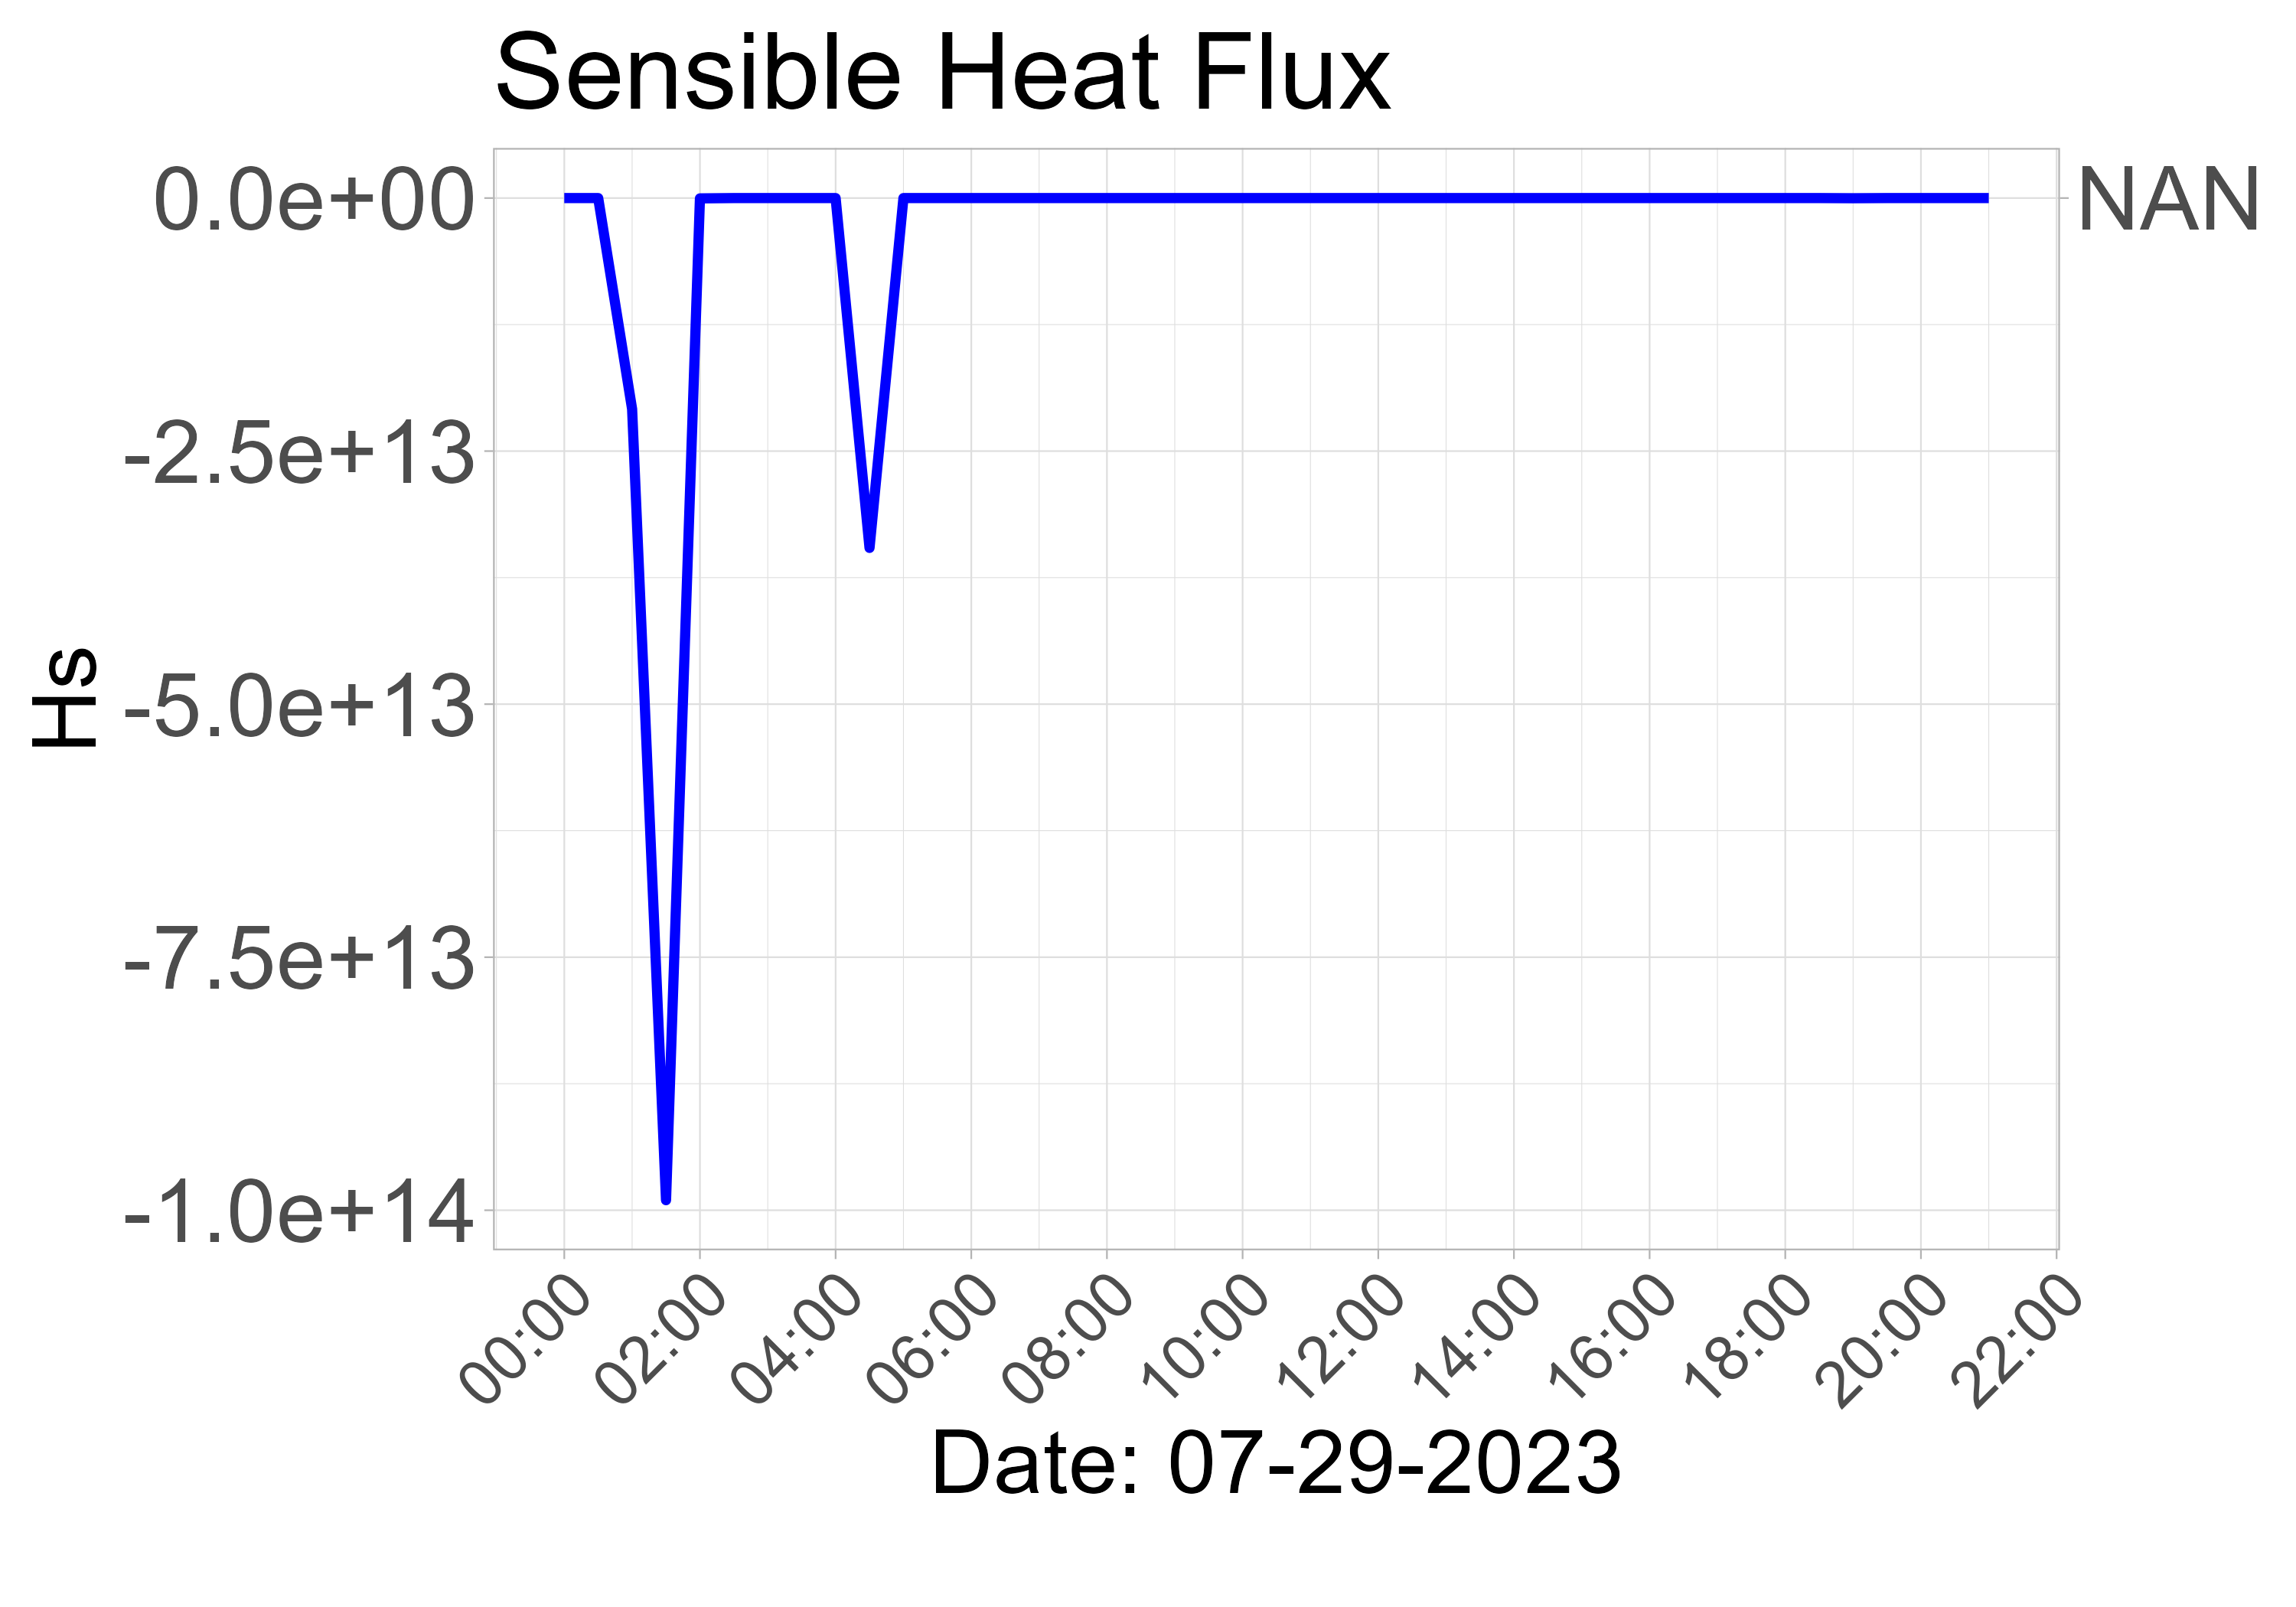 Sensible Heat Flux
0.0e+00
NAN
-2.5e+13
-5.0e+13
-7.5e+13
-1.0e+14
Hs
00:00
02:00
04:00
06:00
08:00
10:00
12:00
14:00
16:00
18:00
20:00
22:00
Date: 07-29-2023